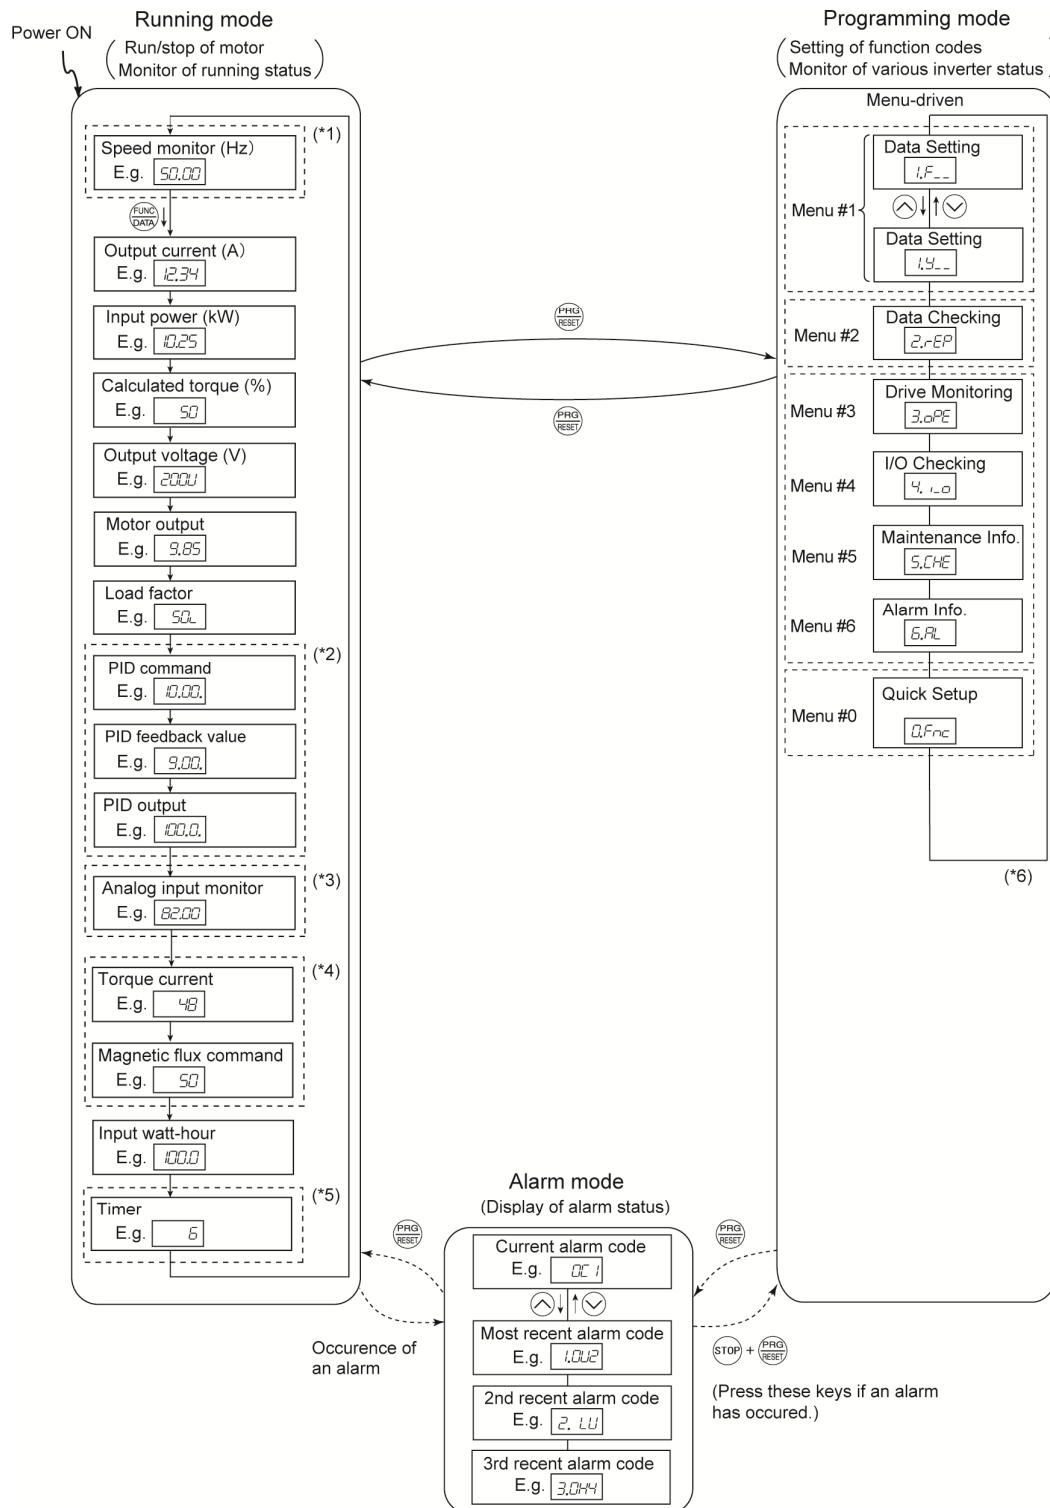 Power ON
Running mode
Run/stop of motor
Monitor of running status
(*1)
Speed monitor (Hz)
E.g. 50.00
FUNC
DATA
Output current (A)
E.g. 12.34
Input power (kW)
E.g. 10.25
Calculated torque (%)
E.g. 50
Output voltage (V)
E.g. 200U
Motor output
E.g. 9.85
Load factor
E.g. 50L
(*2)
PID command
E.g. 10.00.
PID feedback value
E.g. 9.00.
PID output
E.g. 100.0.
(*3)
Analog input monitor
E.g. 82.00
(*4)
Torque current
E.g. 48
Magnetic flux command
E.g. 50
Input watt-hour
E.g. 100.0
(*5)
Timer
E.g. 6
PRG
RESET
PRG
RESET
Programming mode
Setting of function codes
Monitor of various inverter status
Menu-driven
Menu #1
Data Setting
1.F__
Data Setting
1.y__
Menu #2
Data Checking
2.rEP
Menu #3
Drive Monitoring
3.oPE
Menu #4
I/O Checking
4.i_o
Menu #5
Maintenance Info.
5.CHE
Menu #6
Alarm Info.
6.AL
Menu #0
Quick Setup
0.Fnc
(*6)
Alarm mode
(Display of alarm status)
PRG
RESET
PRG
RESET
Current alarm code
E.g. OC1
Most recent alarm code
E.g. 1.OU2
2nd recent alarm code
E.g. 2. LU
3rd recent alarm code
E.g. 3.OH4
Occurence of
an alarm
STOP + PRG
RESET
(Press these keys if an alarm
has occured.)